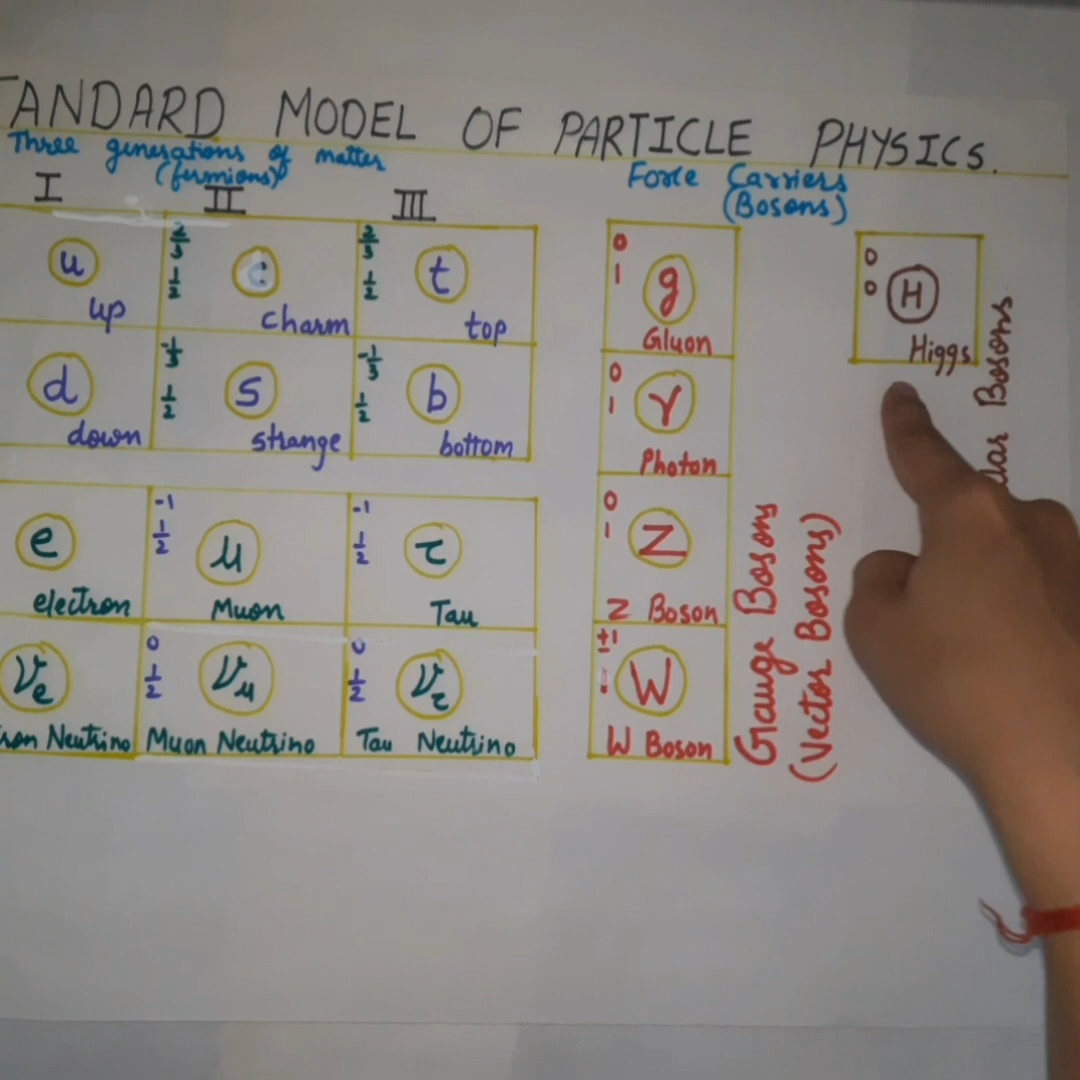 TANDARD MODEL OF PARTICLE PHYSICS.
Three generations of matter
(fermions)
I II III
Force Carriers
(Bosons)
u
up
2/3
1/2
c
charm
2/3
1/2
t
top
d
down
-1/3
1/2
s
strange
-1/3
1/2
b
bottom
e
electron
-1
1/2
μ
Muon
-1
1/2
τ
Tau
νe
ron Neutrino
0
1/2
νμ
Muon Neutrino
0
1/2
ντ
Tau Neutrino
0
1
g
Gluon
0
1
γ
Photon
0
1
Z
Z Boson
±1
1
W
W Boson
Gauge Bosons
(Vector Bosons)
0
0
H
Higgs
lar Bosons